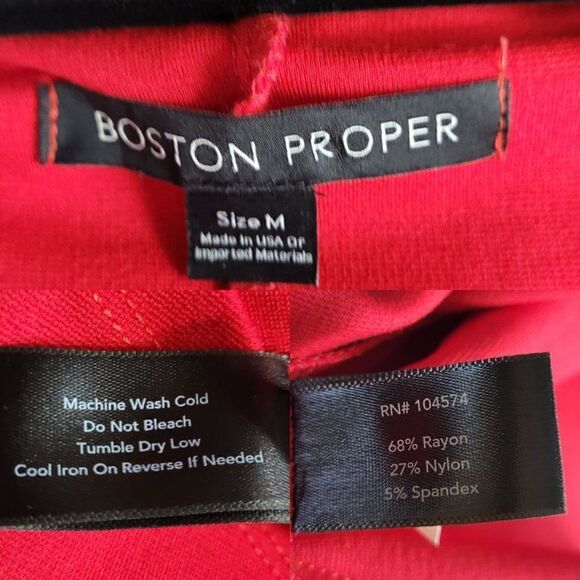 BOSTON PROPER
Size M
Made In USA Of
Imported Materials
Machine Wash Cold
Do Not Bleach
Tumble Dry Low
Cool Iron On Reverse If Needed
RN# 104574
68% Rayon
27% Nylon
5% Spandex